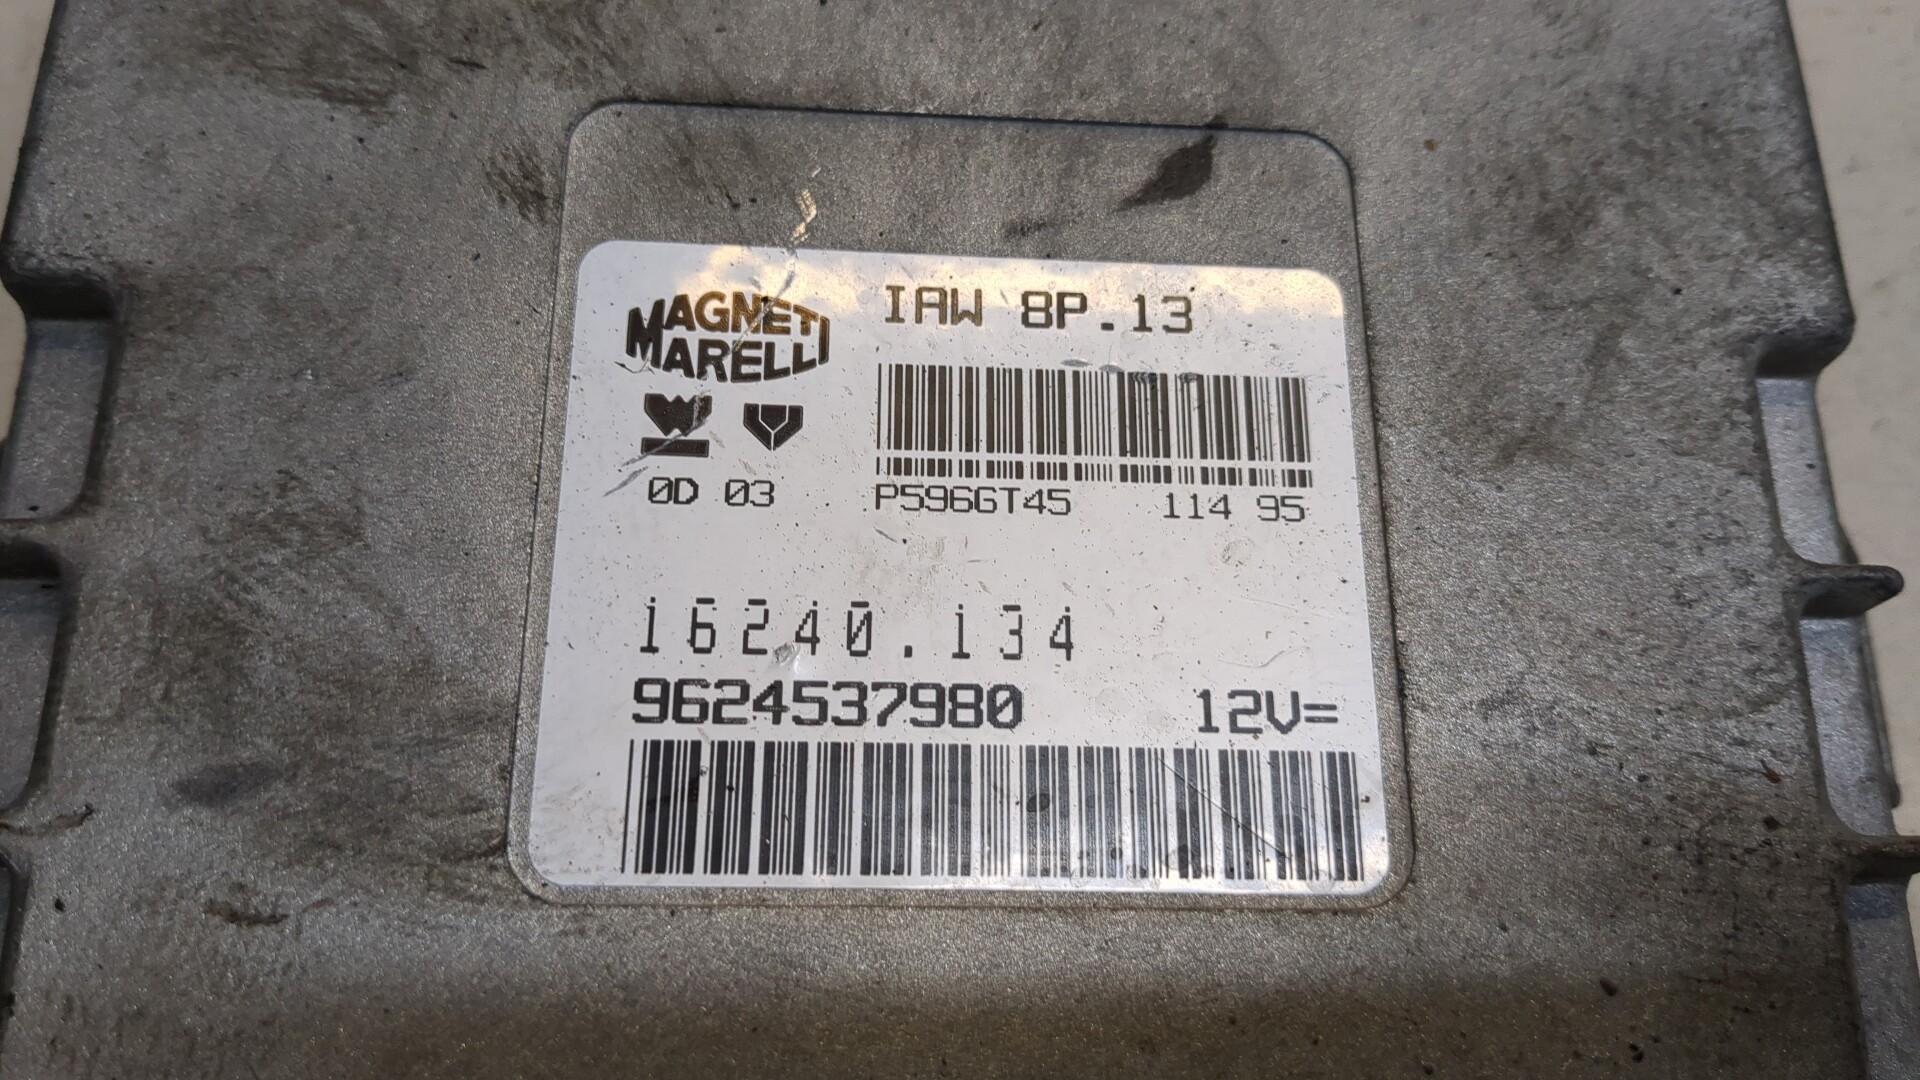 MAGNETI
MARELLI
IAW 8P.13
0D 03
P596GT45 114 95
16240.134
9624537980 12V=